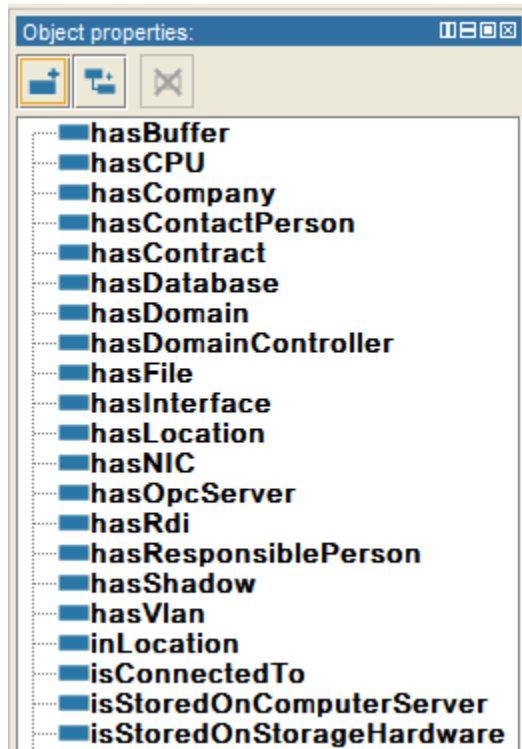 Object properties:
hasBuffer
hasCPU
hasCompany
hasContactPerson
hasContract
hasDatabase
hasDomain
hasDomainController
hasFile
hasInterface
hasLocation
hasNIC
hasOpcServer
hasRdi
hasResponsiblePerson
hasShadow
hasVlan
inLocation
isConnectedTo
isStoredOnComputerServer
isStoredOnStorageHardware